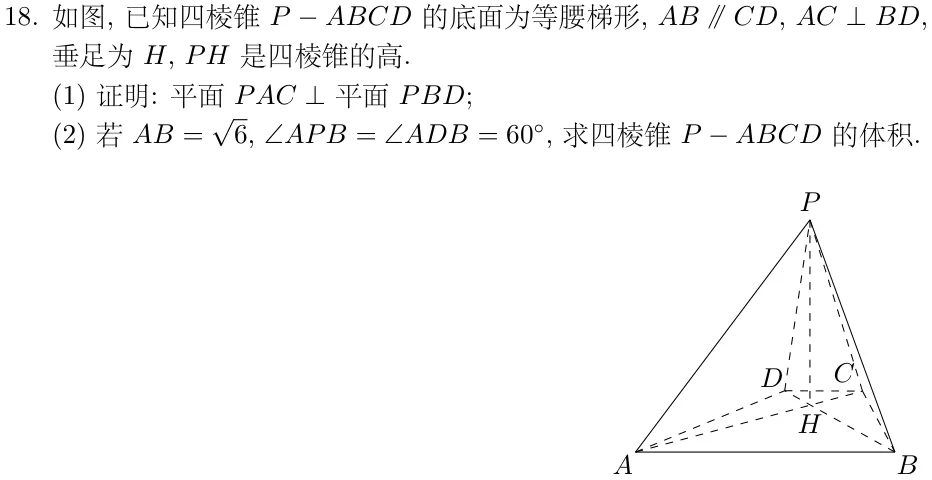 18. 如图, 已知四棱锥 P − ABCD 的底面为等腰梯形, AB ∥ CD, AC ⊥ BD,
垂足为 H, PH 是四棱锥的高.
(1) 证明: 平面 PAC ⊥ 平面 PBD;
(2) 若 AB = √6, ∠APB = ∠ADB = 60°, 求四棱锥 P − ABCD 的体积.
P
D C
H
A B